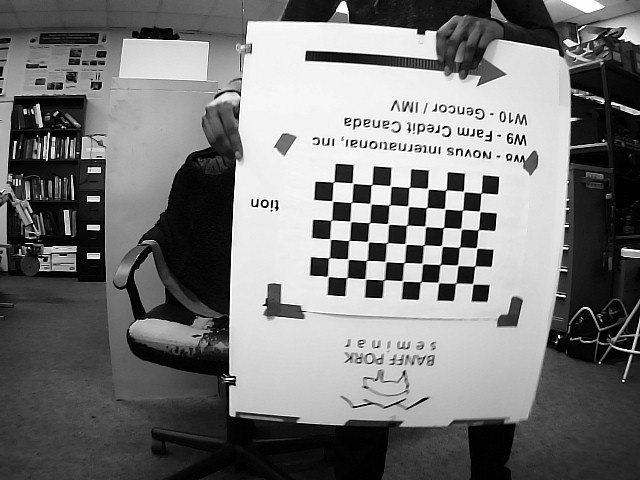 BANFF PORK
seminar
tion
W8 - Novus International, Inc
W9 - Farm Credit Canada
W10 - Gencor / IMV